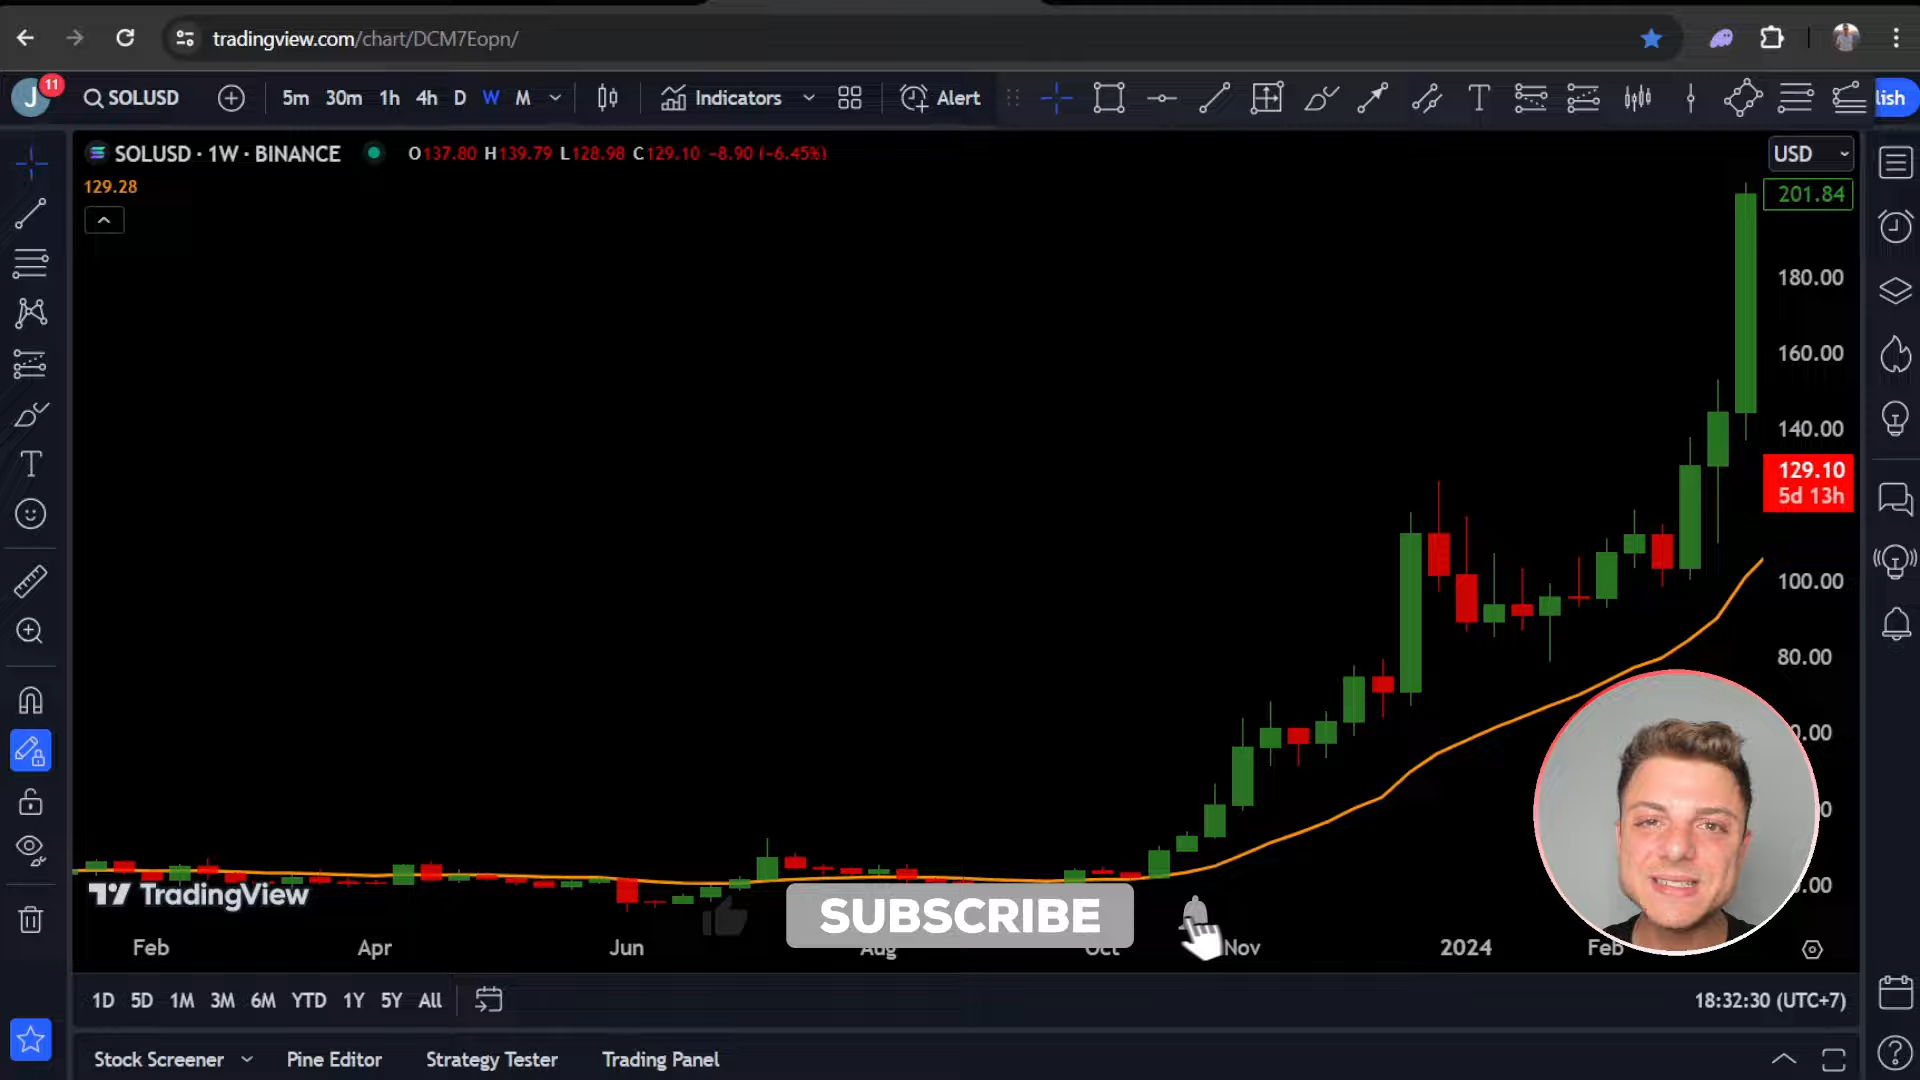 tradingview.com/chart/DCM7Eopn/
J 11 SOLUSD 5m 30m 1h 4h D W M Indicators Alert T lish
SOLUSD · 1W · BINANCE O137.80 H139.79 L128.98 C129.10 −8.90 (−6.45%) USD
129.28
201.84
180.00
160.00
140.00
129.10
5d 13h
100.00
80.00
TradingView
SUBSCRIBE
Feb Apr Jun Aug Oct Nov 2024 Feb
1D 5D 1M 3M 6M YTD 1Y 5Y All 18:32:30 (UTC+7)
Stock Screener Pine Editor Strategy Tester Trading Panel